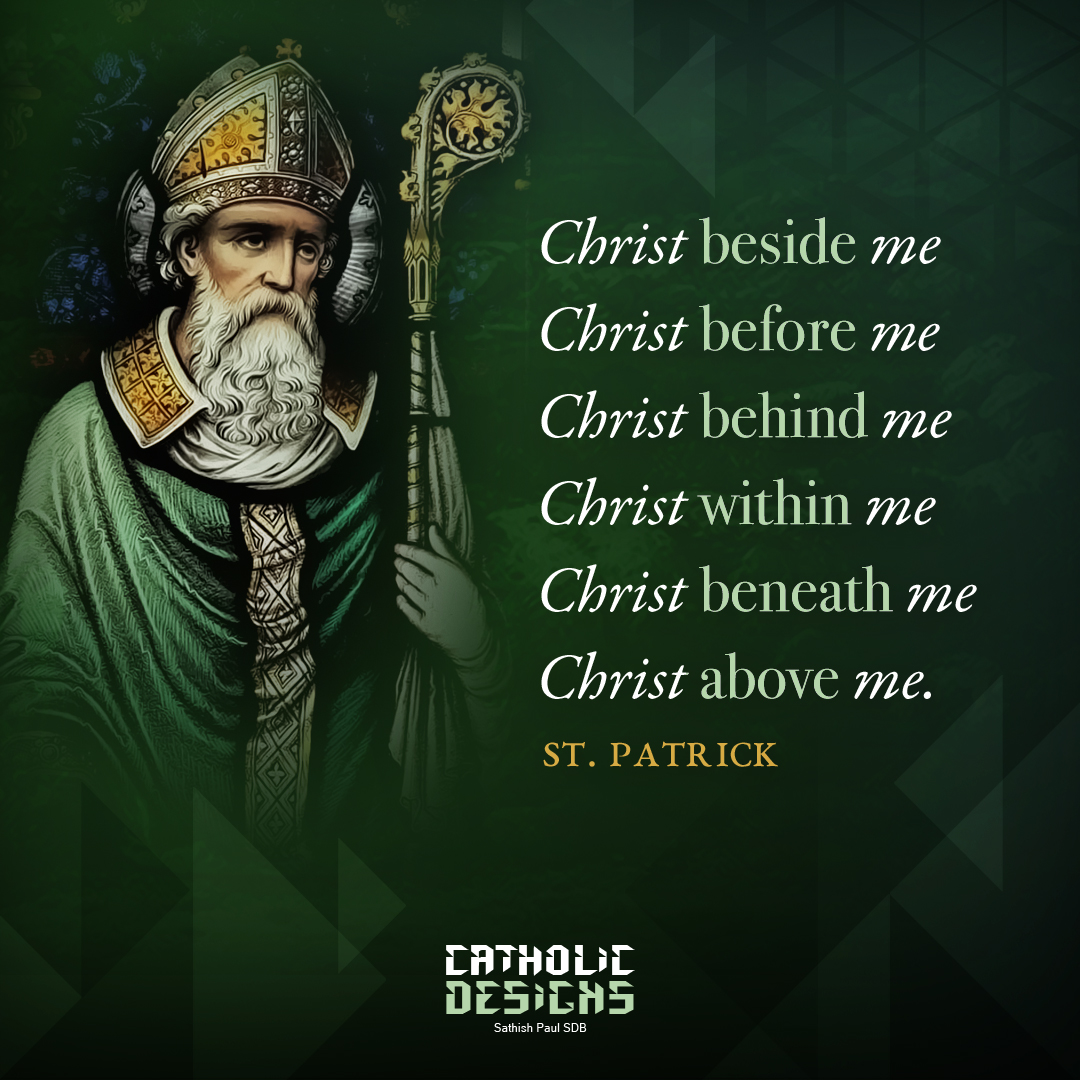 Christ beside me
Christ before me
Christ behind me
Christ within me
Christ beneath me
Christ above me.
ST. PATRICK
CATHOLIC
DESIGNS
Sathish Paul SDB